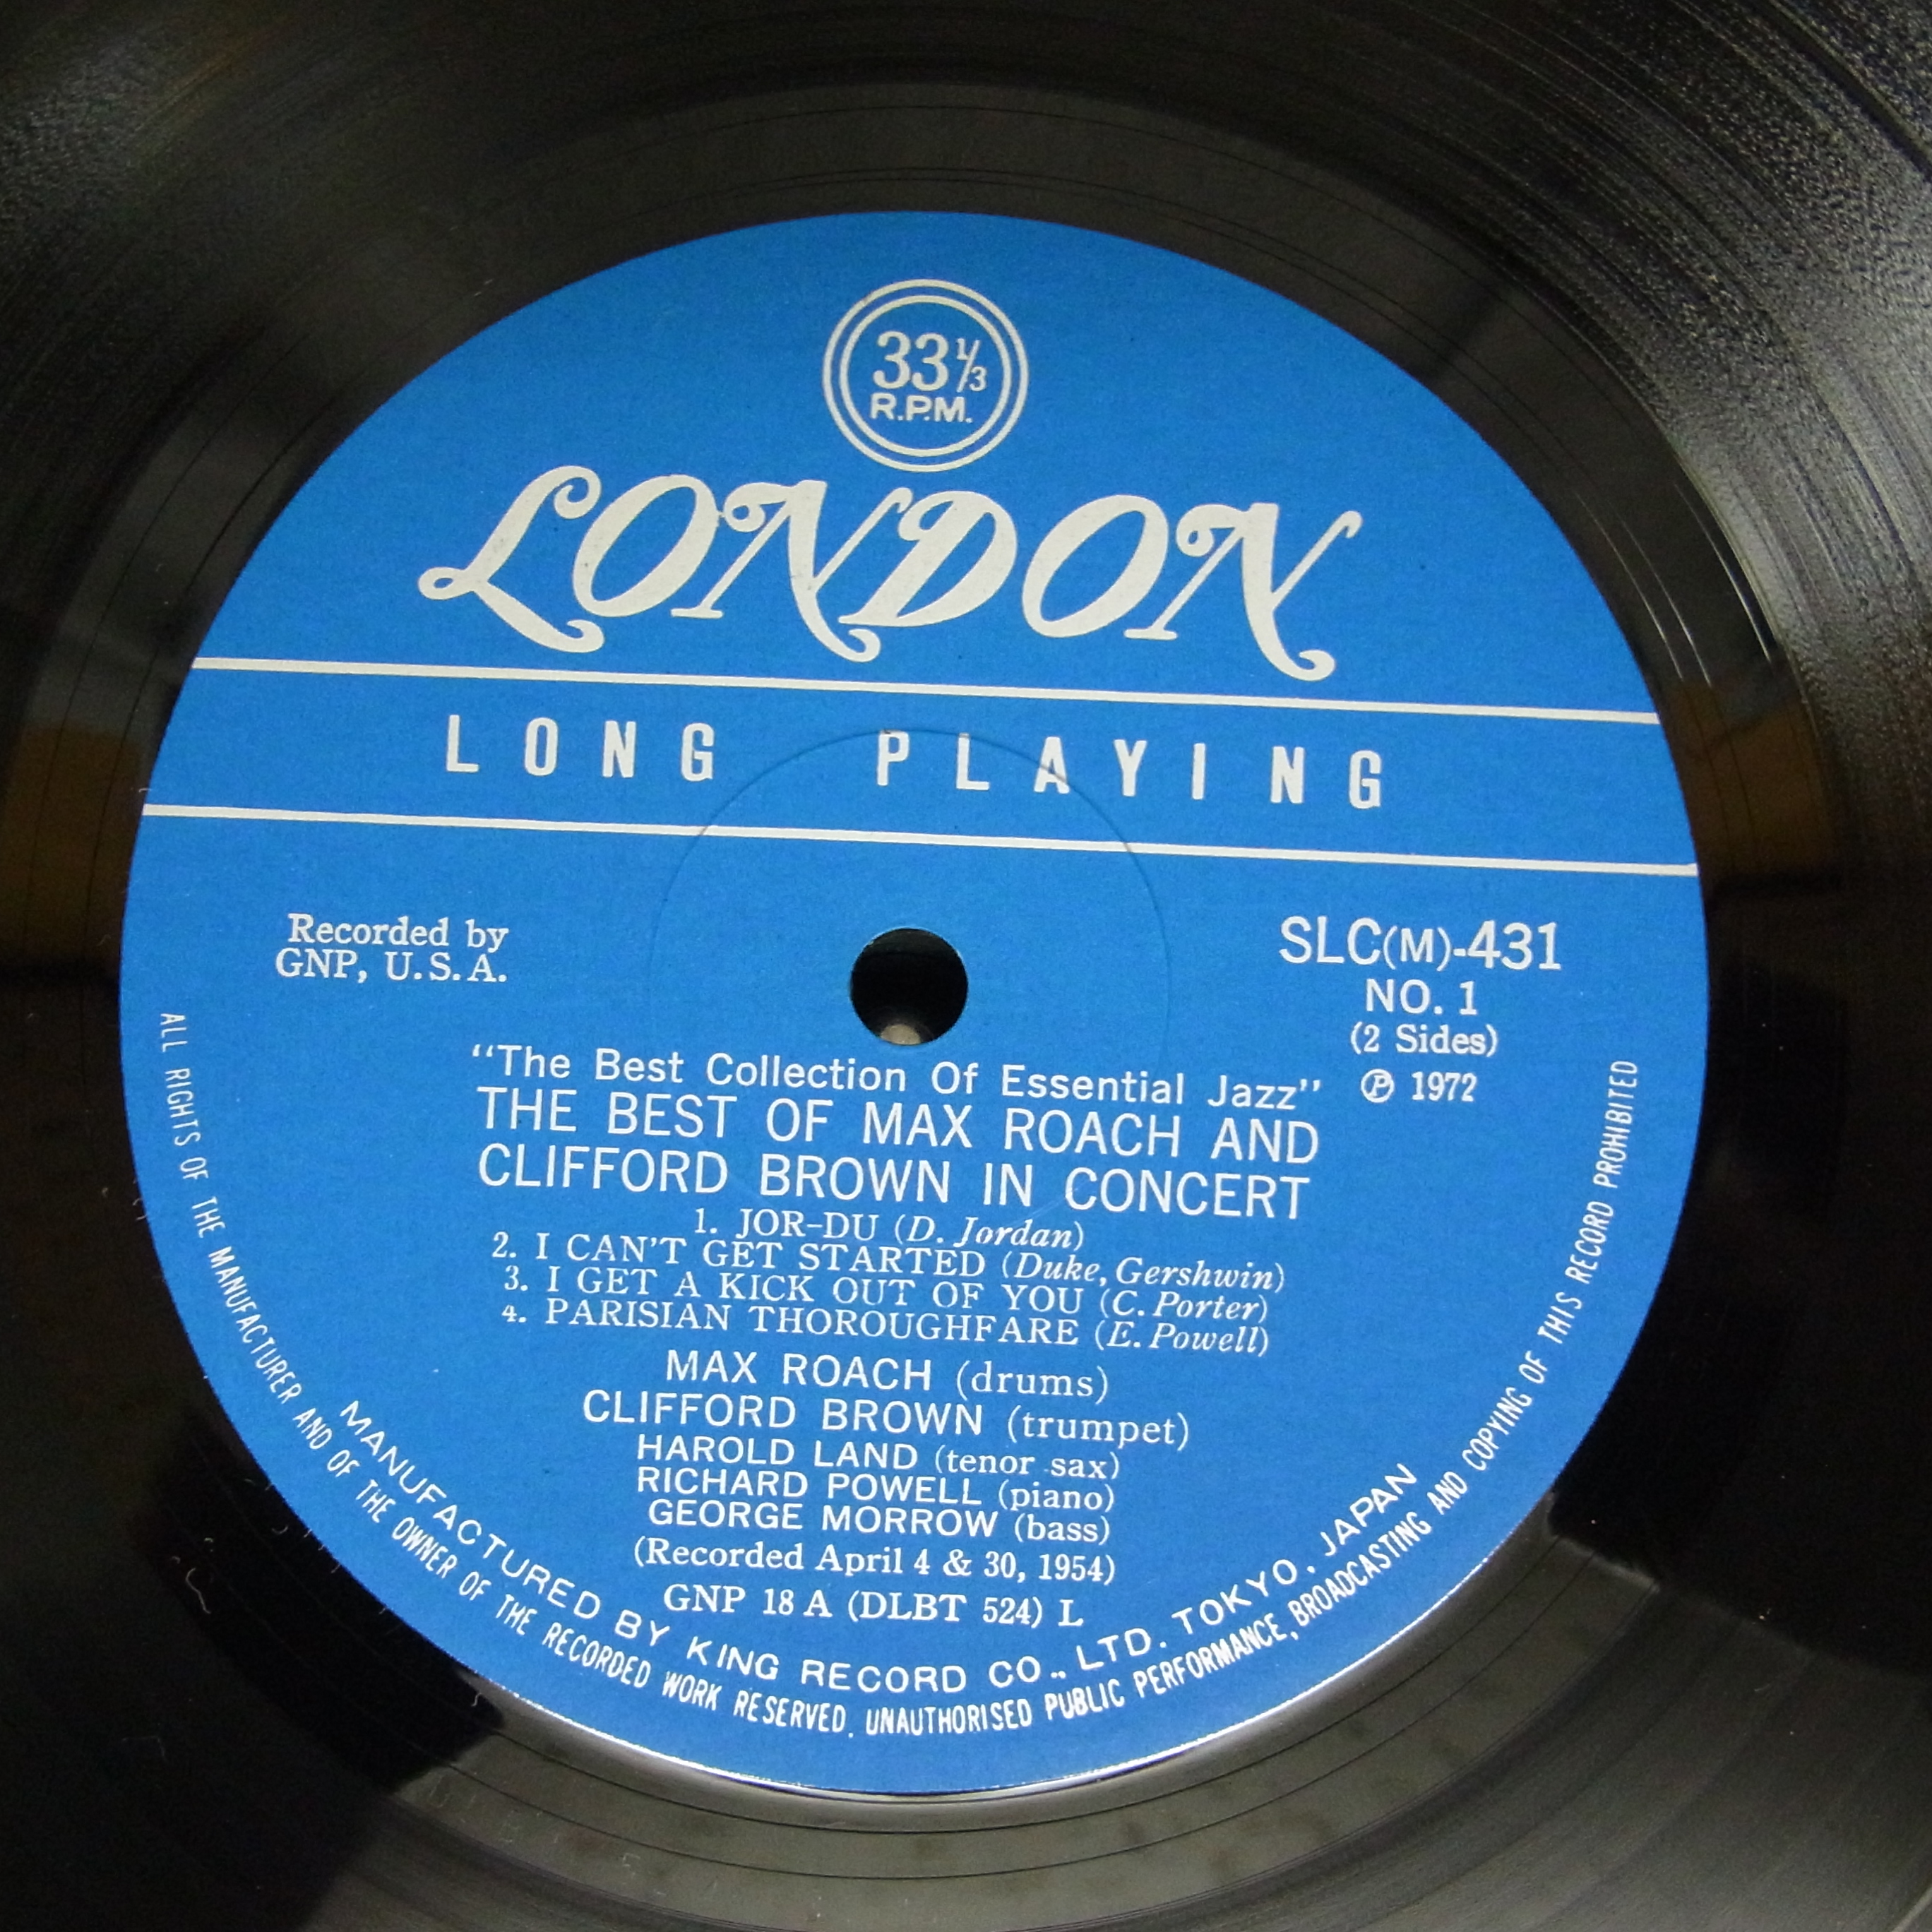 33 1/3
R.P.M.
LONDON
LONG PLAYING
Recorded by
GNP, U.S.A.
SLC(M)-431
NO. 1
(2 Sides)
℗ 1972
"The Best Collection Of Essential Jazz"
THE BEST OF MAX ROACH AND
CLIFFORD BROWN IN CONCERT
1. JOR-DU (D. Jordan)
2. I CAN'T GET STARTED (Duke, Gershwin)
3. I GET A KICK OUT OF YOU (C. Porter)
4. PARISIAN THOROUGHFARE (E. Powell)
MAX ROACH (drums)
CLIFFORD BROWN (trumpet)
HAROLD LAND (tenor sax)
RICHARD POWELL (piano)
GEORGE MORROW (bass)
(Recorded April 4 & 30, 1954)
GNP 18 A (DLBT 524) L
MANUFACTURED BY KING RECORD CO., LTD. TOKYO, JAPAN
ALL RIGHTS OF THE MANUFACTURER AND OF THE OWNER OF THE RECORDED WORK RESERVED. UNAUTHORISED PUBLIC PERFORMANCE, BROADCASTING AND COPYING OF THIS RECORD PROHIBITED